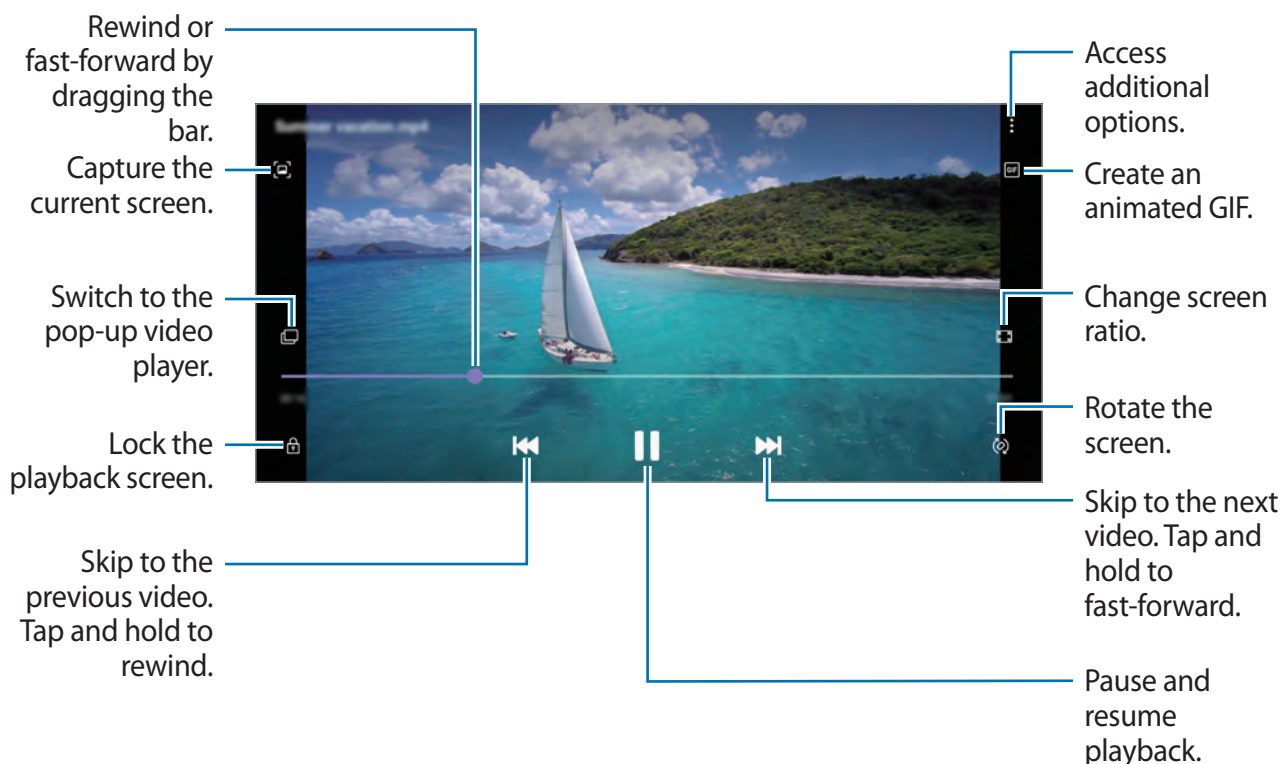 Rewind or
fast-forward by
dragging the
bar.
Capture the
current screen.
Switch to the
pop-up video
player.
Lock the
playback screen.
Skip to the
previous video.
Tap and hold to
rewind.
Access
additional
options.
GIF
Create an
animated GIF.
Change screen
ratio.
Rotate the
screen.
Skip to the next
video. Tap and
hold to
fast-forward.
Pause and
resume
playback.